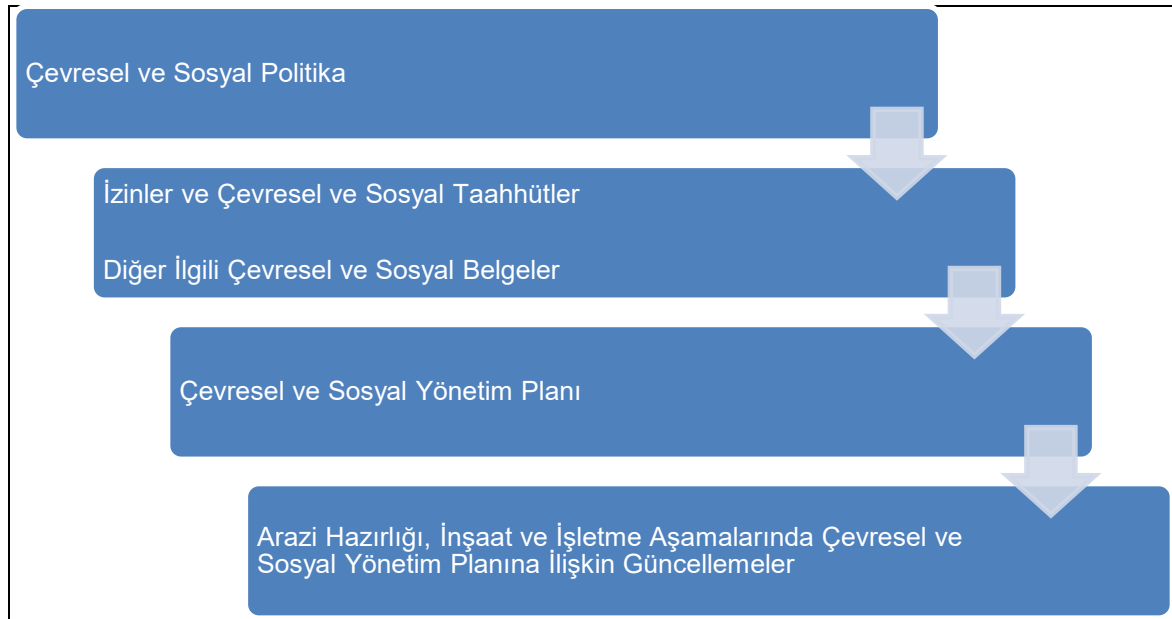 Çevresel ve Sosyal Politika
İzinler ve Çevresel ve Sosyal Taahhütler
Diğer İlgili Çevresel ve Sosyal Belgeler
Çevresel ve Sosyal Yönetim Planı
Arazi Hazırlığı, İnşaat ve İşletme Aşamalarında Çevresel ve
Sosyal Yönetim Planına İlişkin Güncellemeler